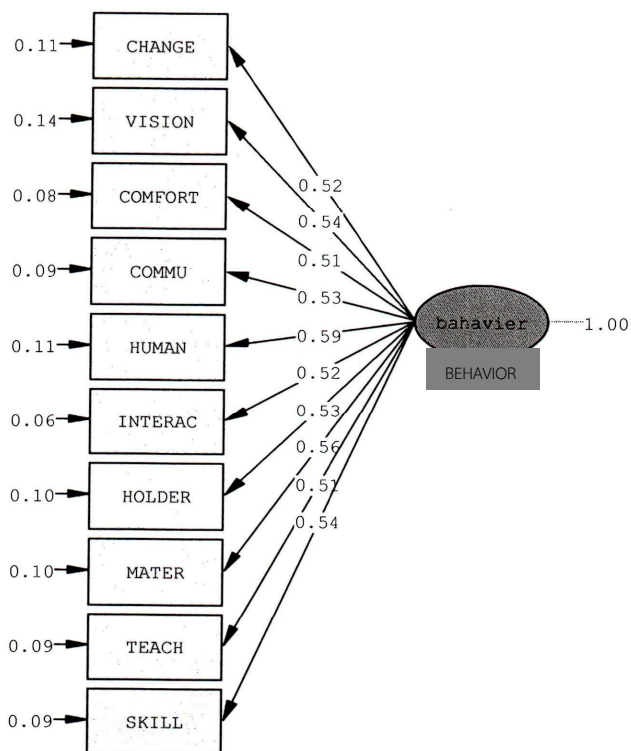 0.11 CHANGE
0.14 VISION
0.52
0.08 COMFORT
0.54
0.51
0.09 COMMU
0.53
bahavier 1.00
0.11 HUMAN
0.59
BEHAVIOR
0.52
0.06 INTERAC
0.53
0.56
0.10 HOLDER
0.51
0.54
0.10 MATER
0.09 TEACH
0.09 SKILL